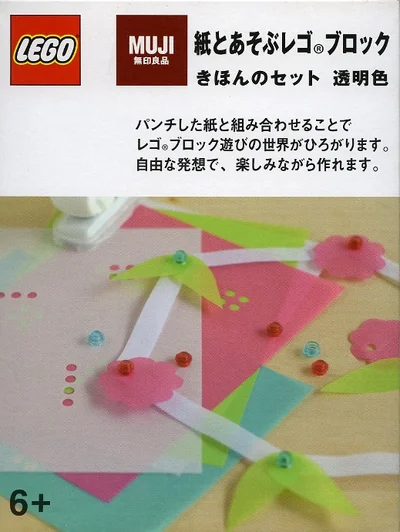 LEGO
MUJI
無印良品
紙とあそぶレゴ®ブロック
きほんのセット 透明色
パンチした紙と組み合わせることで
レゴ®ブロック遊びの世界がひろがります。
自由な発想で、楽しみながら作れます。
6+